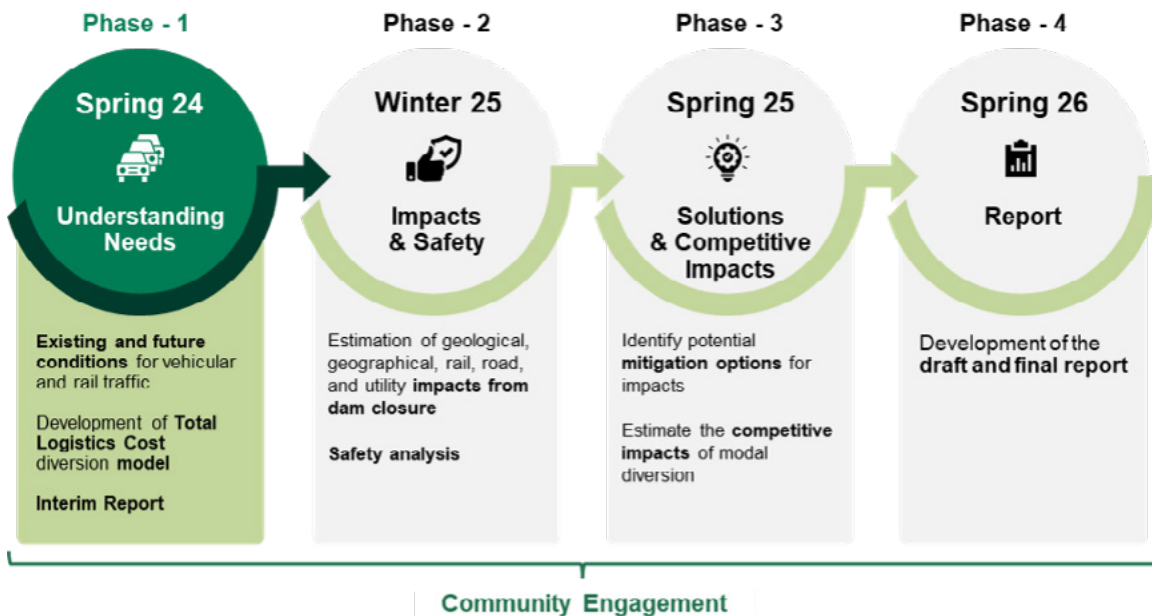 Phase - 1
Spring 24
Understanding
Needs
Existing and future
conditions for vehicular
and rail traffic
Development of Total
Logistics Cost
diversion model
Interim Report
Phase - 2
Winter 25
Impacts
& Safety
Estimation of geological,
geographical, rail, road,
and utility impacts from
dam closure
Safety analysis
Phase - 3
Spring 25
Solutions
& Competitive
Impacts
Identify potential
mitigation options for
impacts
Estimate the competitive
impacts of modal
diversion
Phase - 4
Spring 26
Report
Development of the
draft and final report
Community Engagement